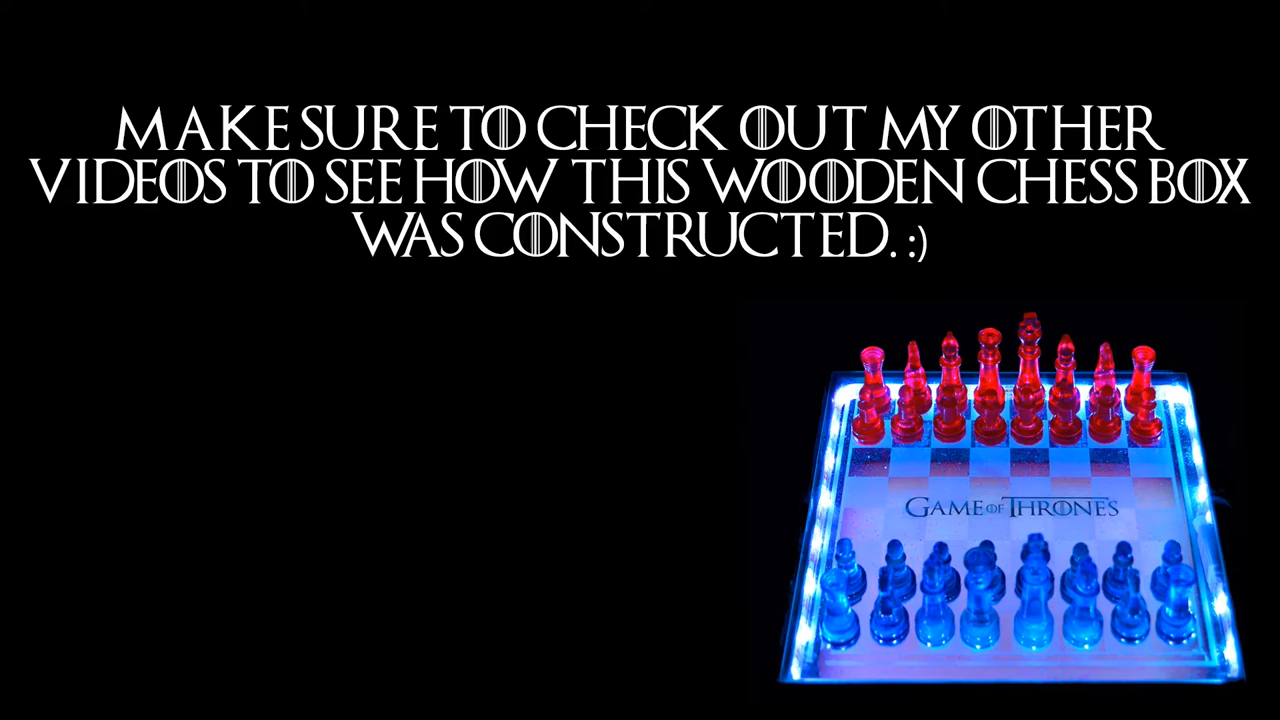 MAKE SURE TO CHECK OUT MY OTHER
VIDEOS TO SEE HOW THIS WOODEN CHESS BOX
WAS CONSTRUCTED. :)
GAME OF THRONES